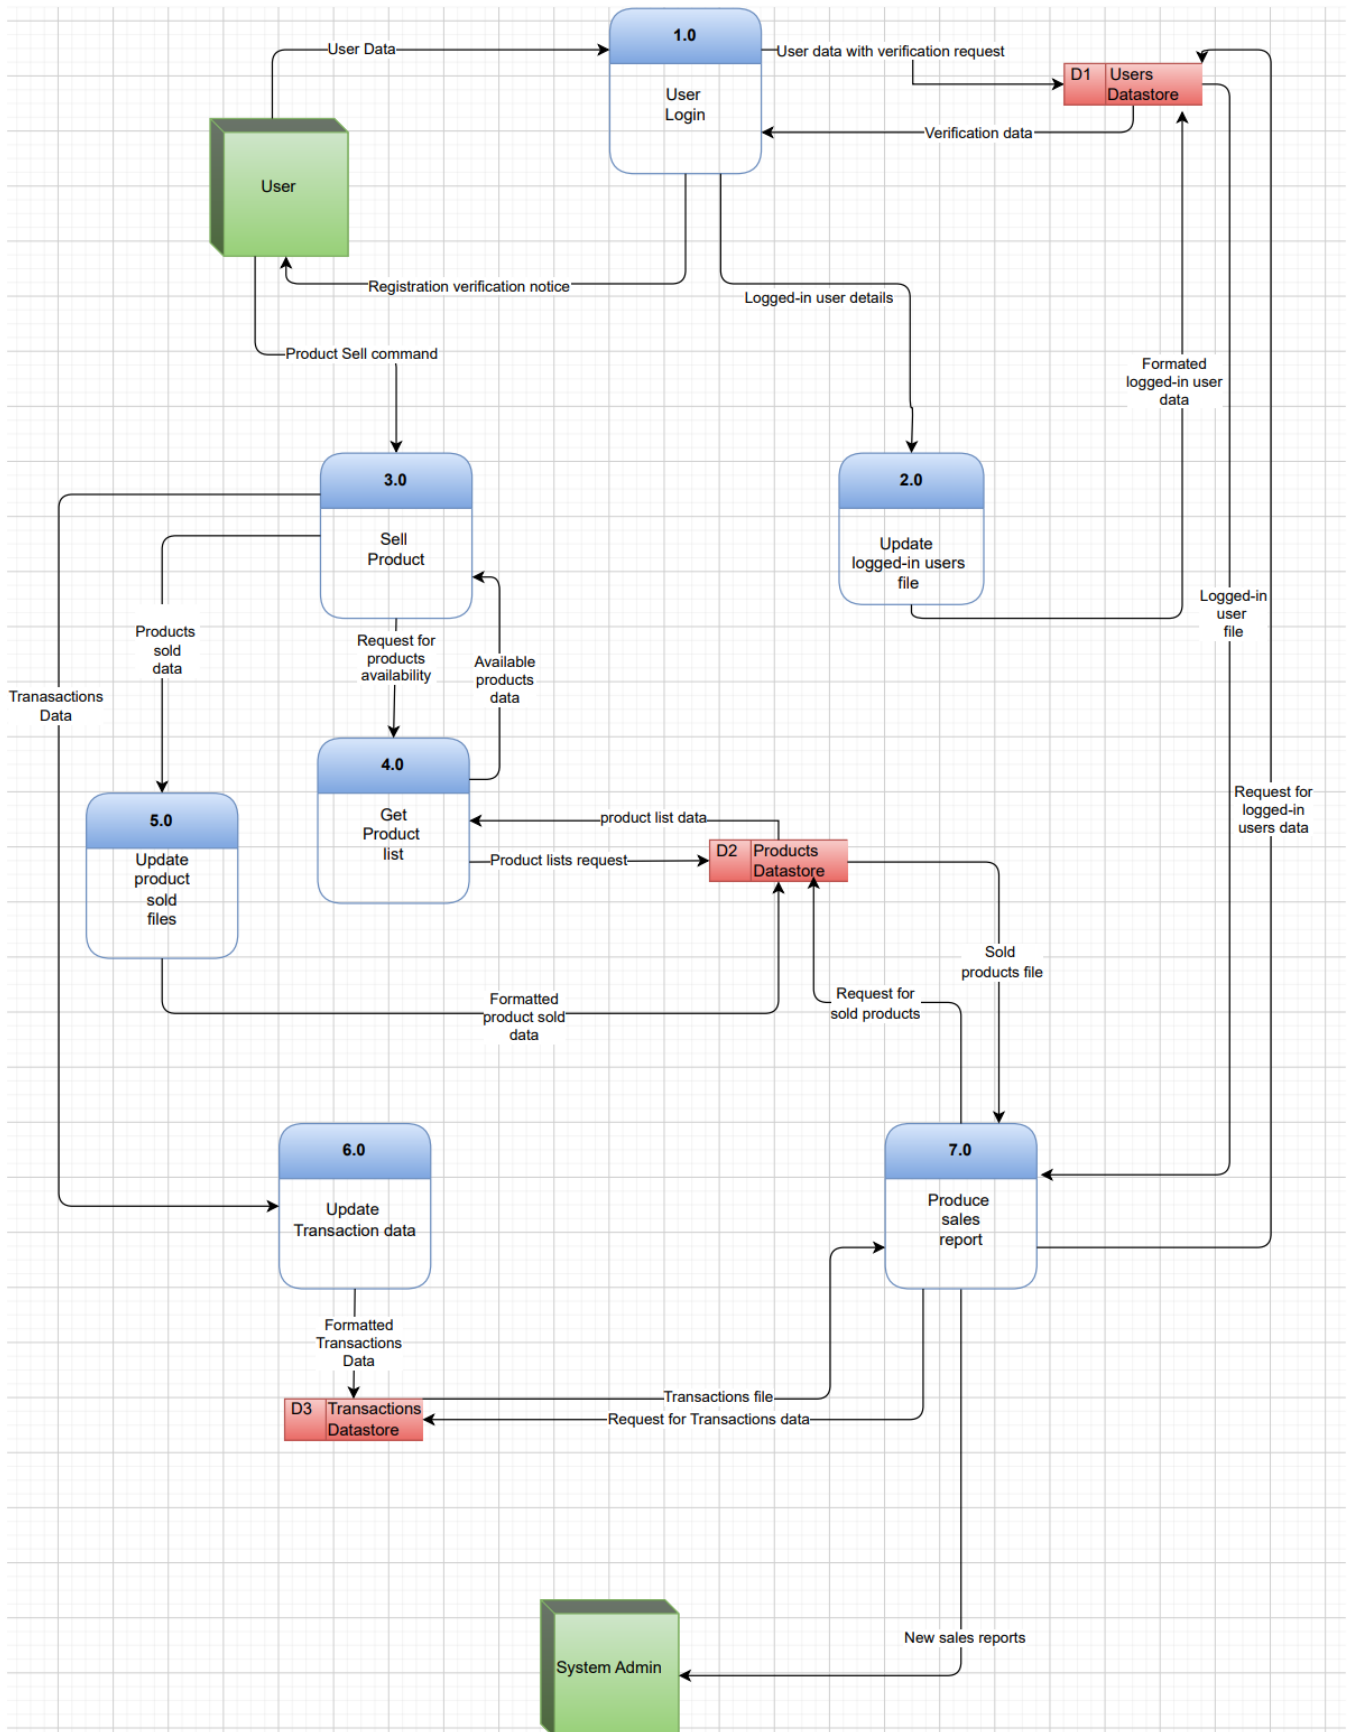 1.0
User Data
User data with verification request
D1 Users
Datastore
User
Login
Verification data
User
Registration verification notice
Logged-in user details
Product Sell command
Formated
logged-in user
data
3.0
2.0
Sell
Product
Update
logged-in users
file
Logged-in
user
file
Products
sold
data
Request for
products
availability
Available
products
data
Tranasactions
Data
4.0
Request for
logged-in
users data
5.0
Get
Product
list
product list data
Product lists request
D2 Products
Datastore
Update
product
sold
files
Sold
products file
Formatted
product sold
data
Request for
sold products
6.0
7.0
Update
Transaction data
Produce
sales
report
Formatted
Transactions
Data
Transactions file
D3 Transactions
Datastore
Request for Transactions data
New sales reports
System Admin